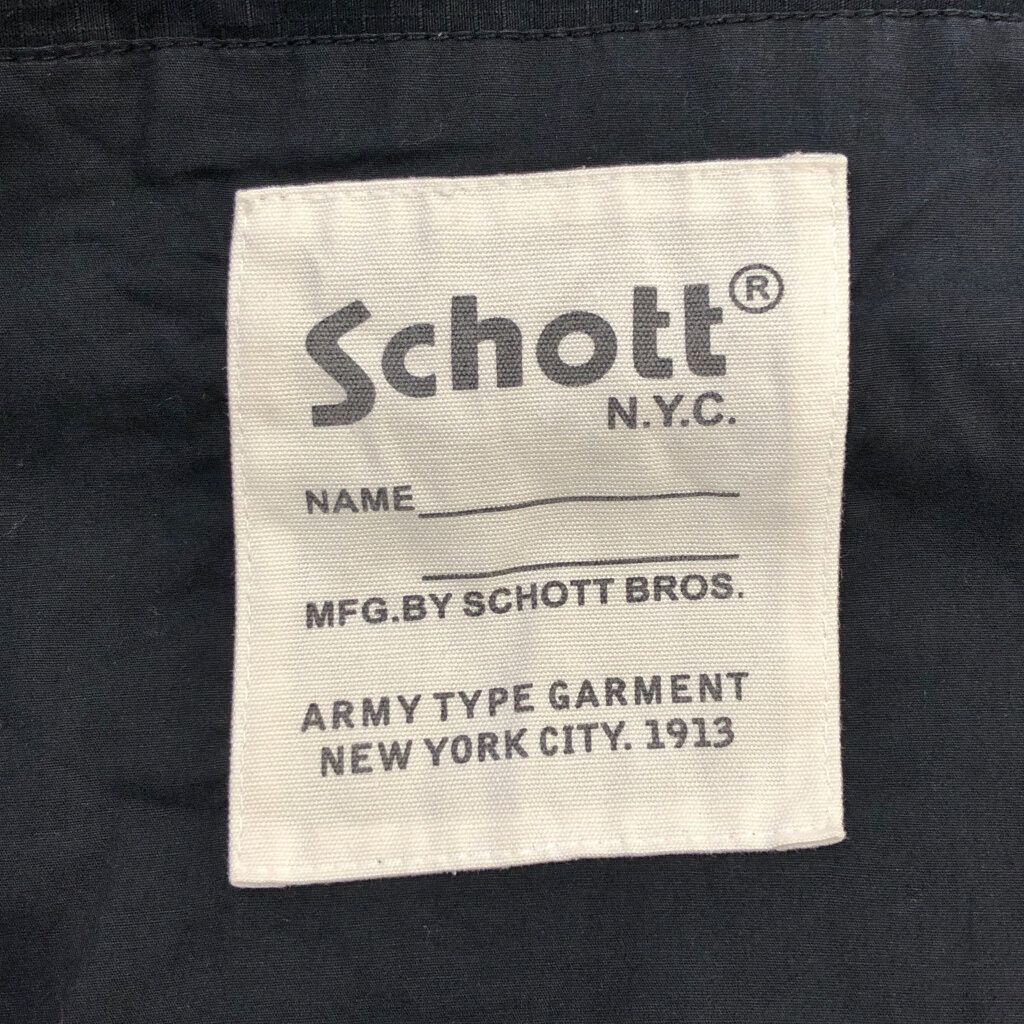 Schott®
N.Y.C.
NAME
MFG.BY SCHOTT BROS.
ARMY TYPE GARMENT
NEW YORK CITY. 1913